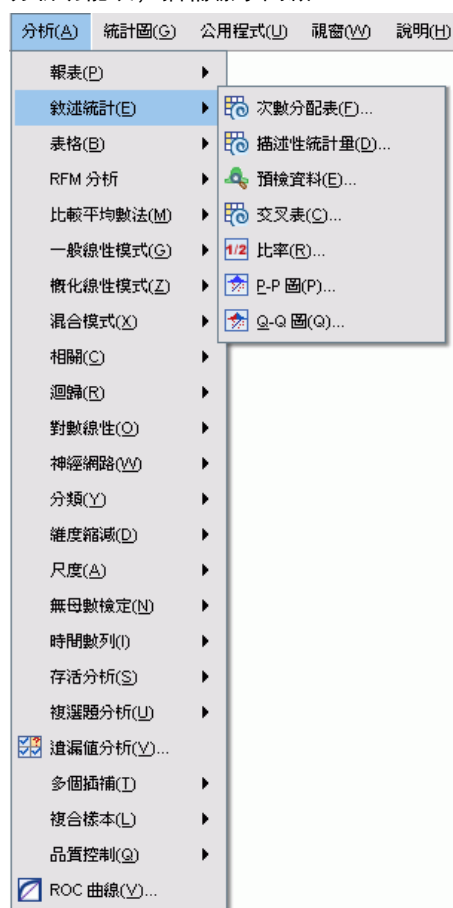 分析(A) 統計圖(G) 公用程式(U) 視窗(W) 說明(H)
報表(P)
敘述統計(E)
表格(B)
RFM 分析
比較平均數法(M)
一般線性模式(G)
概化線性模式(Z)
混合模式(X)
相關(C)
迴歸(R)
對數線性(O)
神經網路(W)
分類(Y)
維度縮減(D)
尺度(A)
無母數檢定(N)
時間數列(I)
存活分析(S)
複選題分析(U)
遺漏值分析(V)...
多個插補(T)
複合樣本(L)
品質控制(Q)
ROC 曲線(V)...
次數分配表(F)...
描述性統計量(D)...
預檢資料(E)...
交叉表(C)...
1/2 比率(R)...
P-P 圖(P)...
Q-Q 圖(Q)...